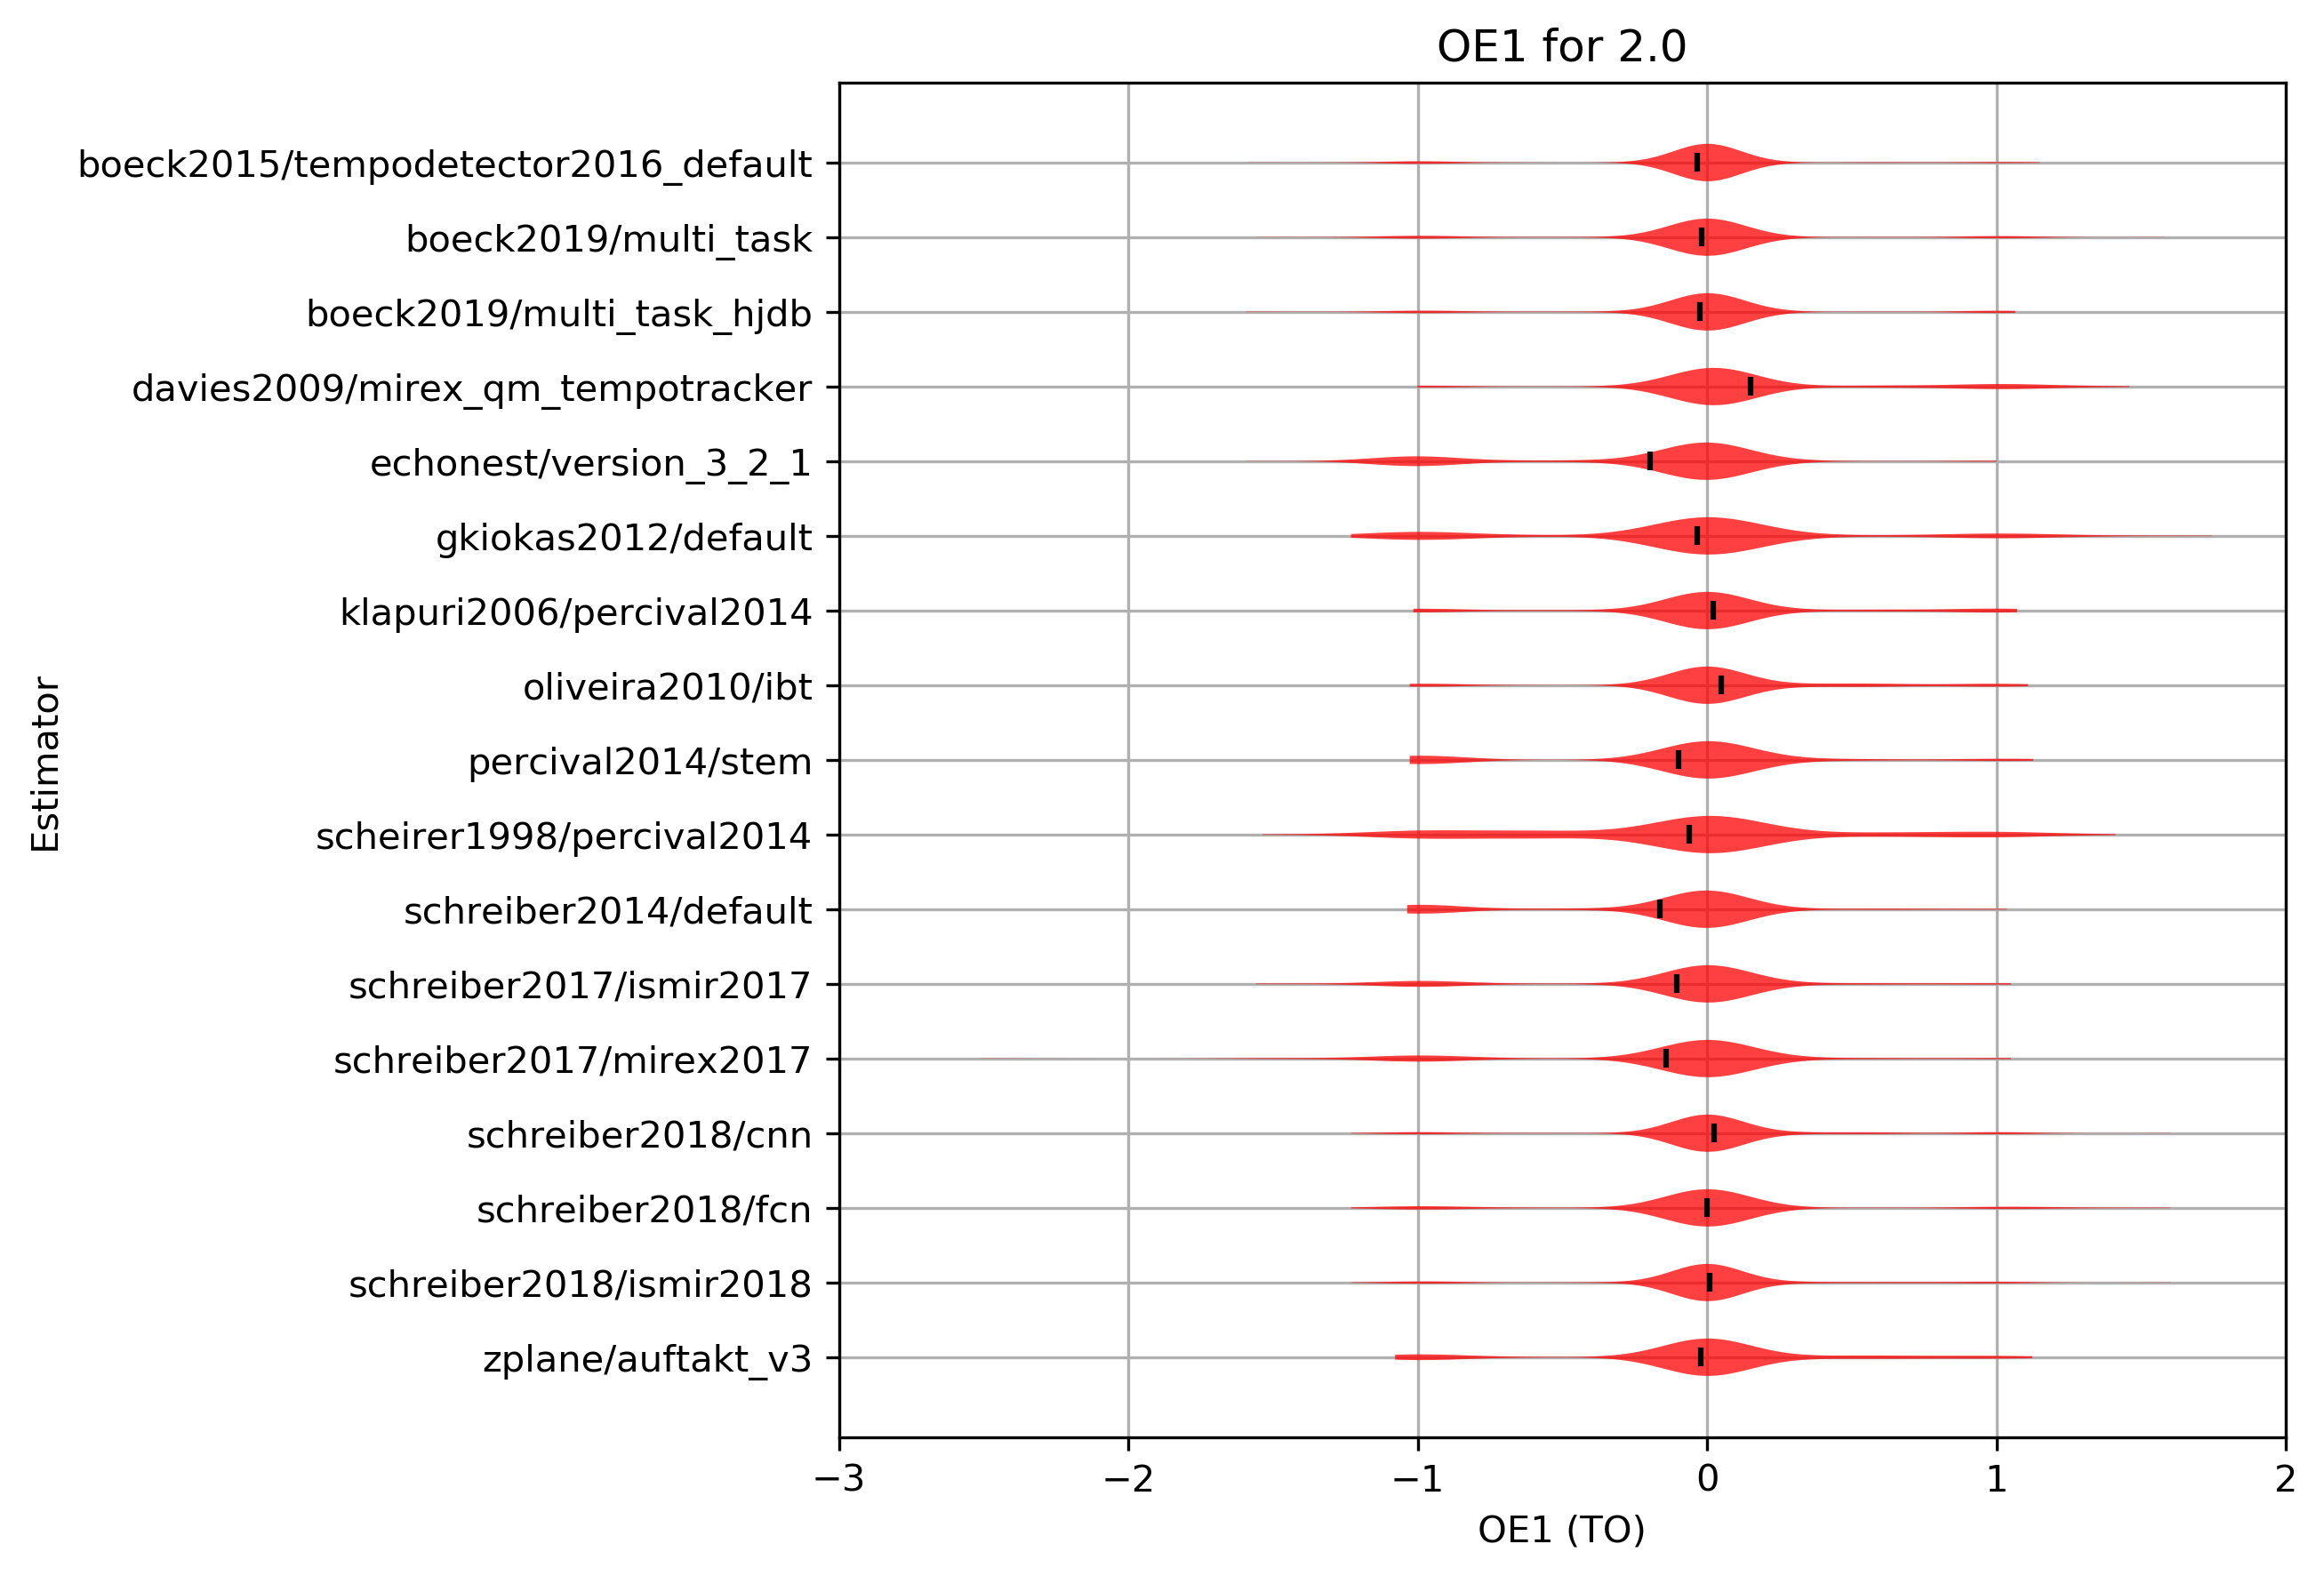 OE1 for 2.0
boeck2015/tempodetector2016_default
boeck2019/multi_task
boeck2019/multi_task_hjdb
davies2009/mirex_qm_tempotracker
echonest/version_3_2_1
gkiokas2012/default
klapuri2006/percival2014
oliveira2010/ibt
percival2014/stem
scheirer1998/percival2014
schreiber2014/default
schreiber2017/ismir2017
schreiber2017/mirex2017
schreiber2018/cnn
schreiber2018/fcn
schreiber2018/ismir2018
zplane/auftakt_v3
Estimator
−3 −2 −1 0 1 2
OE1 (TO)